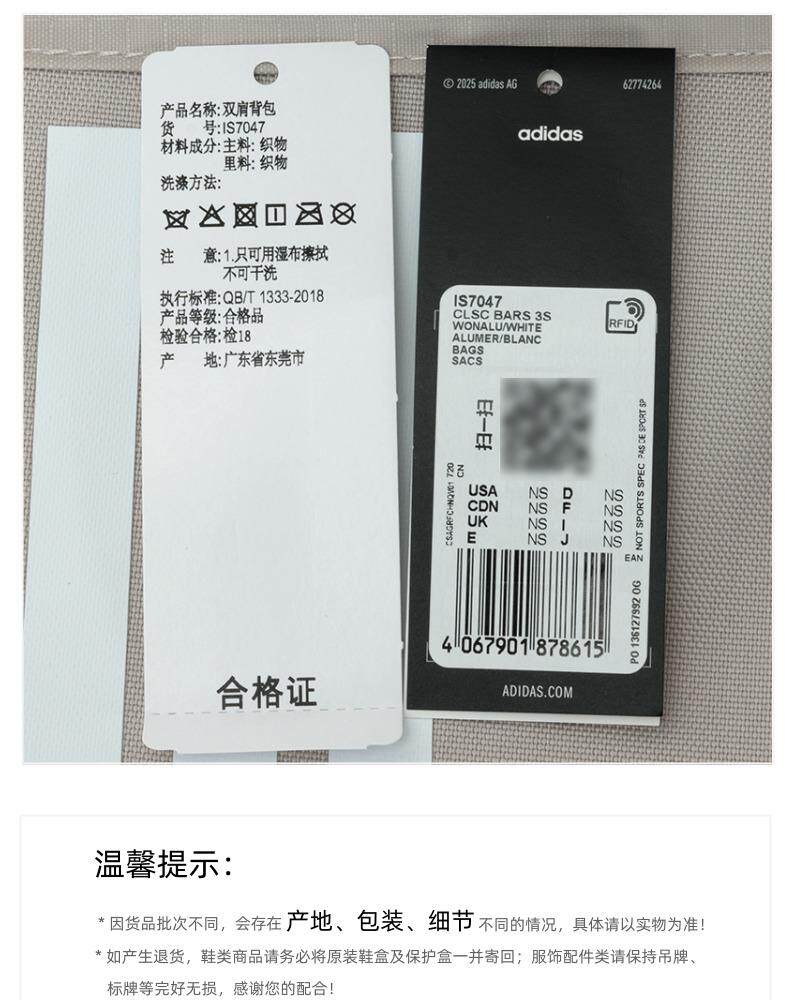 产品名称:双肩背包
货 号:IS7047
材料成分:主料: 织物
里料: 织物
洗涤方法:
注 意:1.只可用湿布擦拭
不可干洗
执行标准:QB/T 1333-2018
产品等级:合格品
检验合格:检18
产 地:广东省东莞市
合格证
© 2025 adidas AG
62774264
adidas
IS7047
CLSC BARS 3S
WONALU/WHITE
ALUMER/BLANC
BAGS
SACS
RFID
扫一扫
720
CN
USA NS D NS
CDN NS F NS
UK NS I NS
E NS J NS
NOT SPORTS SPEC PAS DE SPORT SP
EAN
PO 136127992 OG
4 067901 878615
ADIDAS.COM
温馨提示:
* 因货品批次不同，会存在 产地、包装、细节 不同的情况，具体请以实物为准！
* 如产生退货，鞋类商品请务必将原装鞋盒及保护盒一并寄回；服饰配件类请保持吊牌、
标牌等完好无损，感谢您的配合！